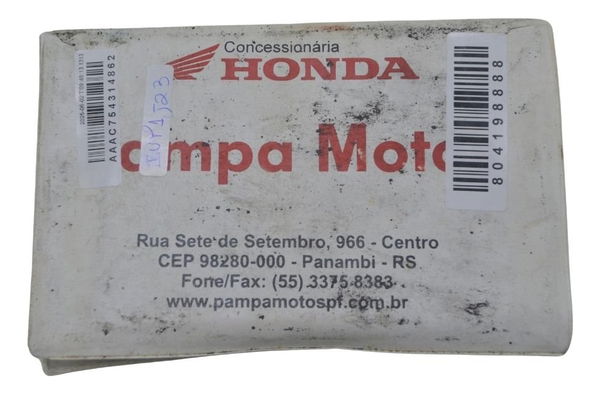 Concessionária
HONDA
ampa Moto
Rua Sete de Setembro, 966 - Centro
CEP 98280-000 - Panambi - RS
Fone/Fax: (55) 3375-8383
www.pampamotospf.com.br
AAAC754314862
804198888